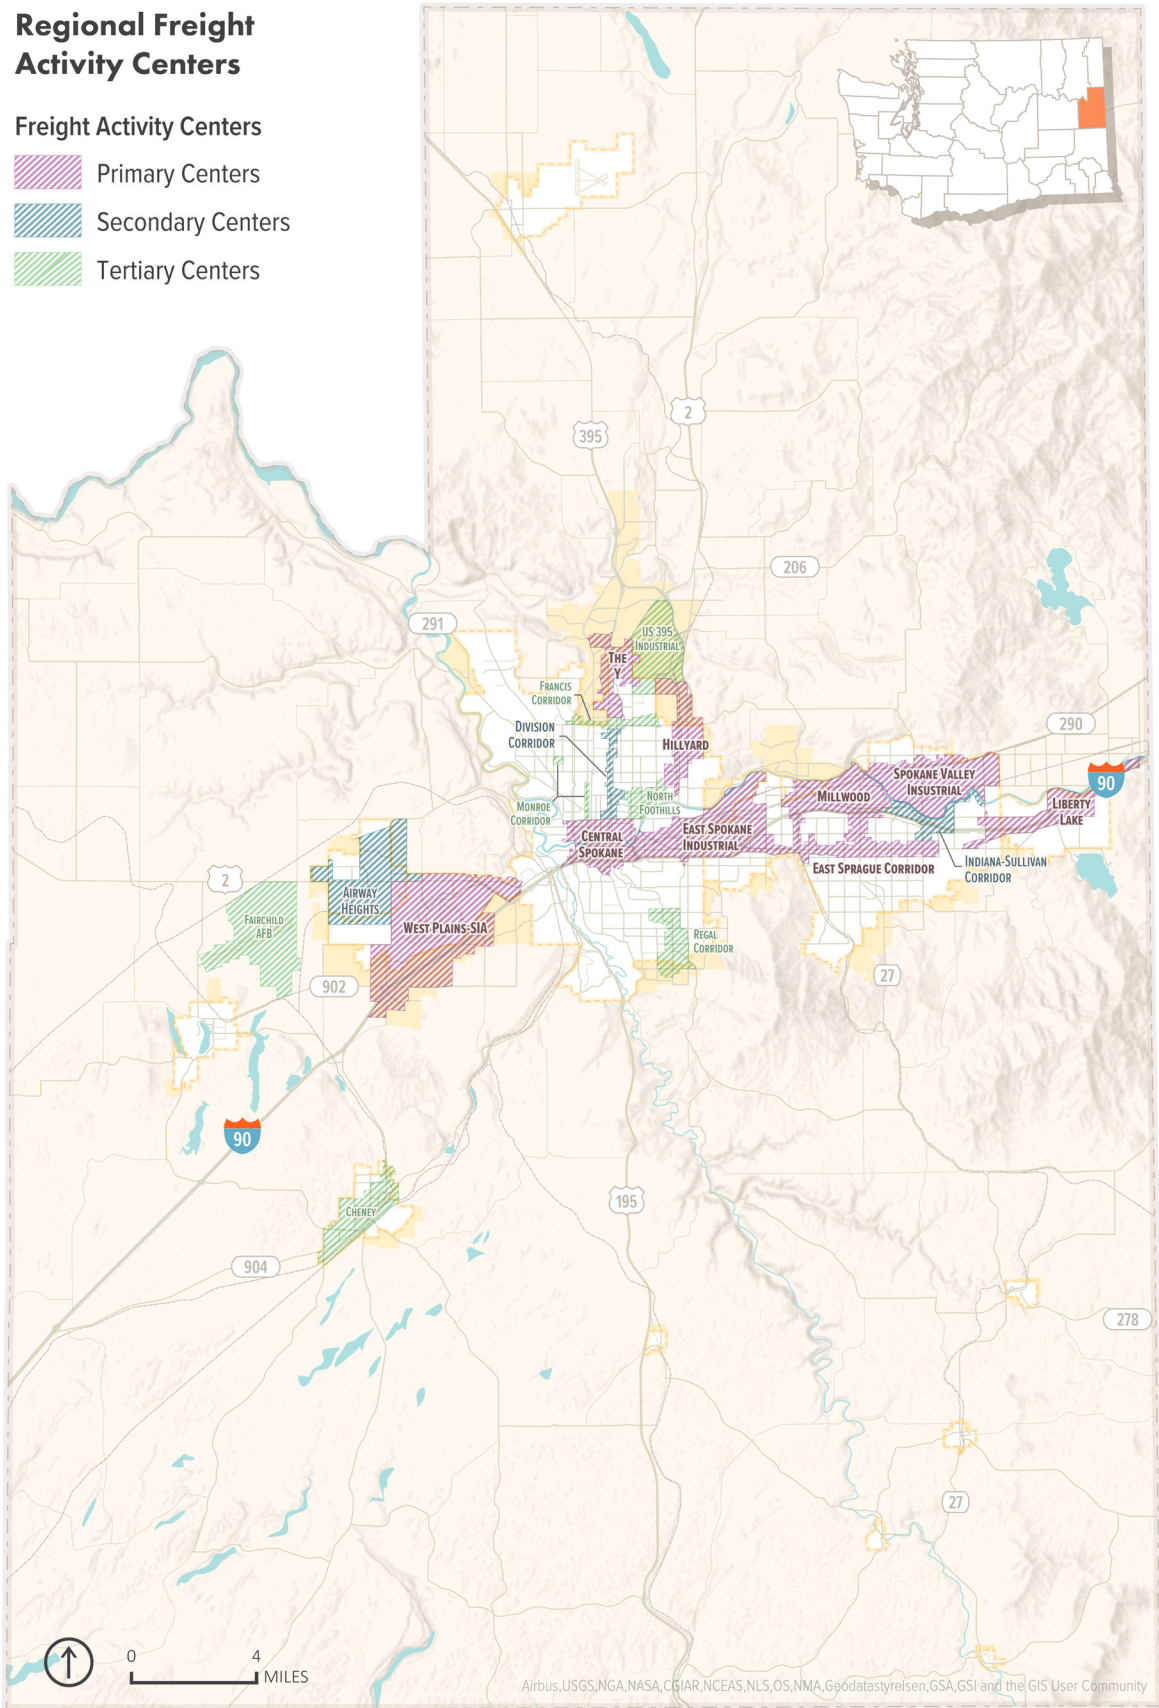 Regional Freight
Activity Centers
Freight Activity Centers
Primary Centers
Secondary Centers
Tertiary Centers
2
395
206
291
US 395
INDUSTRIAL
THE
Y
FRANCIS
CORRIDOR
DIVISION
CORRIDOR
HILLYARD
290
SPOKANE VALLEY
INSUSTRIAL
90
MILLWOOD
NORTH
FOOTHILLS
MONROE
CORRIDOR
LIBERTY
LAKE
CENTRAL
SPOKANE
EAST SPOKANE
INDUSTRIAL
EAST SPRAGUE CORRIDOR
INDIANA-SULLIVAN
CORRIDOR
2
AIRWAY
HEIGHTS
FAIRCHILD
AFB
WEST PLAINS-SIA
REGAL
CORRIDOR
27
902
90
195
CHENEY
904
278
27
0 4
MILES
Airbus,USGS,NGA,NASA,CGIAR,NCEAS,NLS,OS,NMA,Geodatastyrelsen,GSA,GSI and the GIS User Community